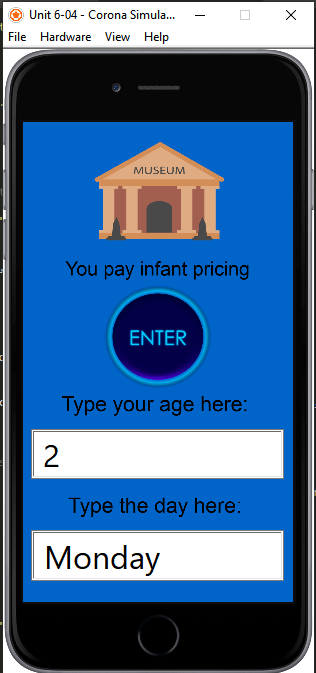 Unit 6-04 - Corona Simula...
File Hardware View Help
MUSEUM
You pay infant pricing
ENTER
Type your age here:
2
Type the day here:
Monday